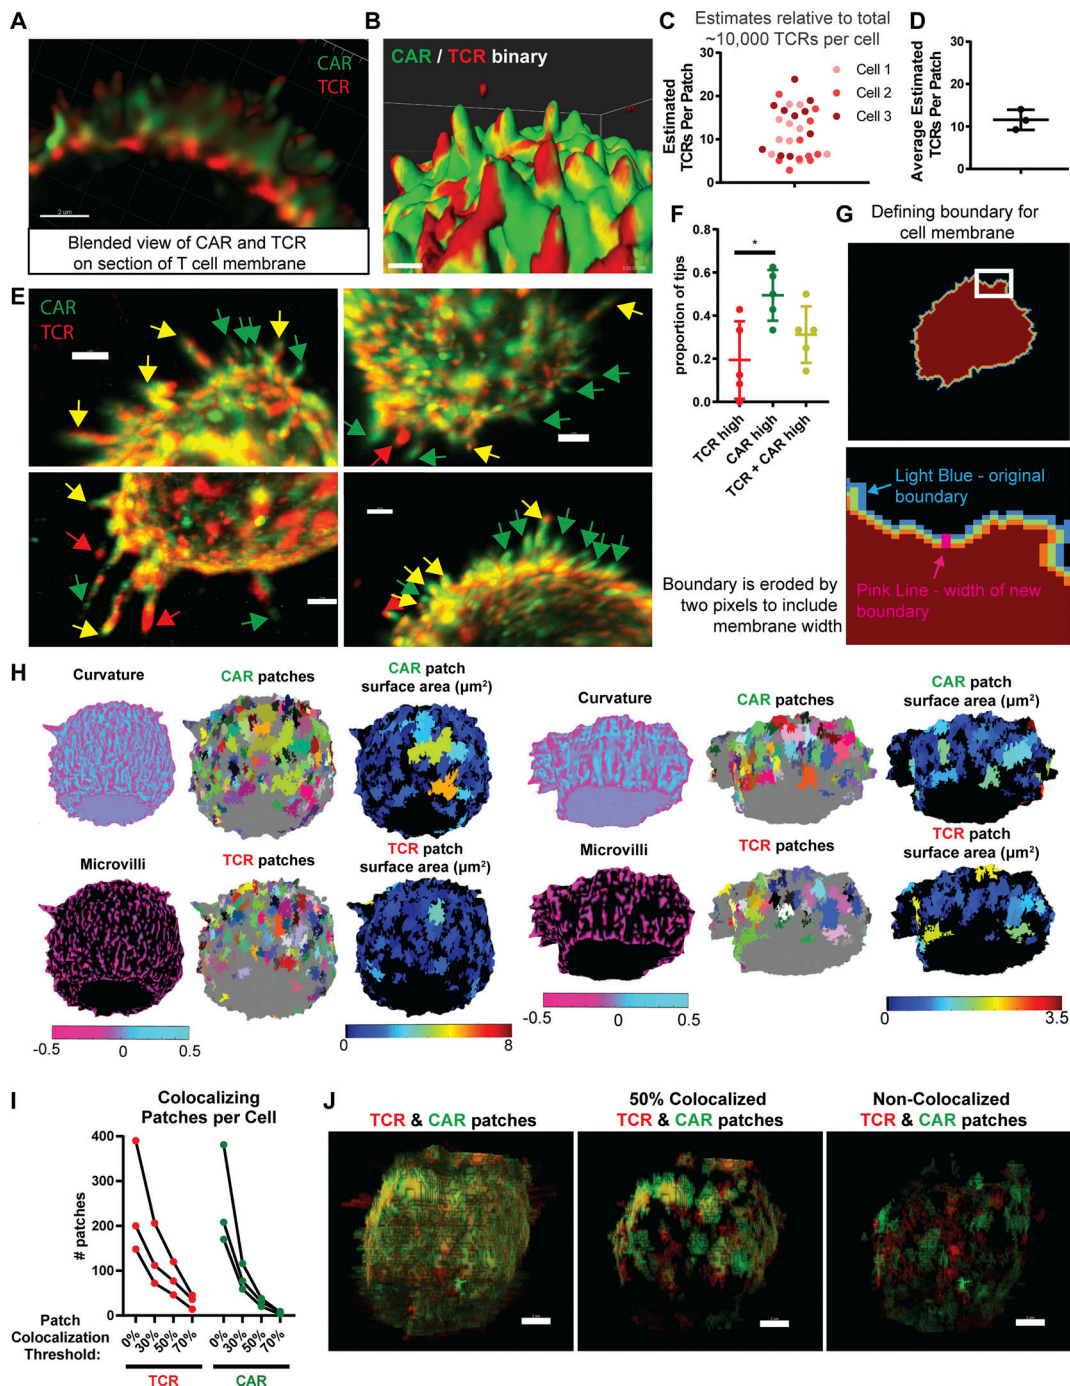 A
CAR
TCR
2 um
Blended view of CAR and TCR
on section of T cell membrane
B
CAR / TCR binary
C
Estimates relative to total
~10,000 TCRs per cell
Estimated
TCRs Per Patch
30
20
10
0
Cell 1
Cell 2
Cell 3
D
Average Estimated
TCRs Per Patch
30
20
10
0
E
CAR
TCR
F
proportion of tips
0.8
0.6
0.4
0.2
0.0
*
TCR high
CAR high
TCR + CAR high
G
Defining boundary for
cell membrane
Light Blue - original
boundary
Pink Line - width of new
boundary
Boundary is eroded by
two pixels to include
membrane width
H
Curvature
CAR patches
CAR patch
surface area (µm²)
Curvature
CAR patches
CAR patch
surface area (µm²)
Microvilli
TCR patches
TCR patch
surface area (µm²)
Microvilli
TCR patches
TCR patch
surface area (µm²)
-0.5
0
0.5
0
8
-0.5
0
0.5
0
3.5
I
Colocalizing
Patches per Cell
# patches
400
300
200
100
0
Patch
Colocalization
Threshold:
0%
30%
50%
70%
0%
30%
50%
70%
TCR
CAR
J
TCR & CAR patches
50% Colocalized
TCR & CAR patches
Non-Colocalized
TCR & CAR patches